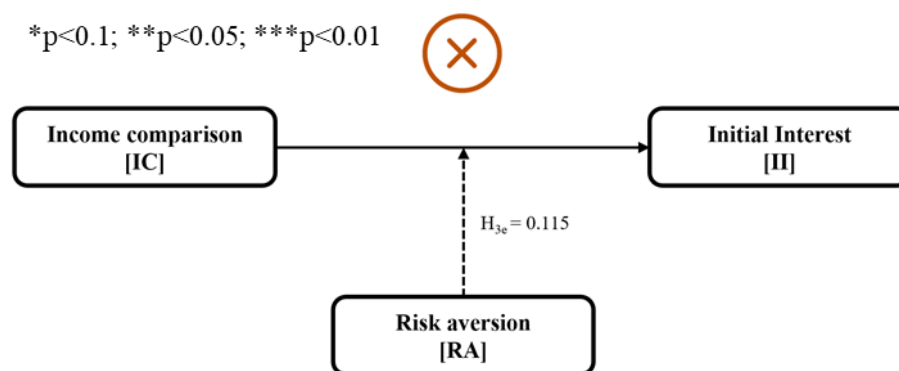 *p<0.1; **p<0.05; ***p<0.01
Income comparison
[IC]
Initial Interest
[II]
H3e = 0.115
Risk aversion
[RA]